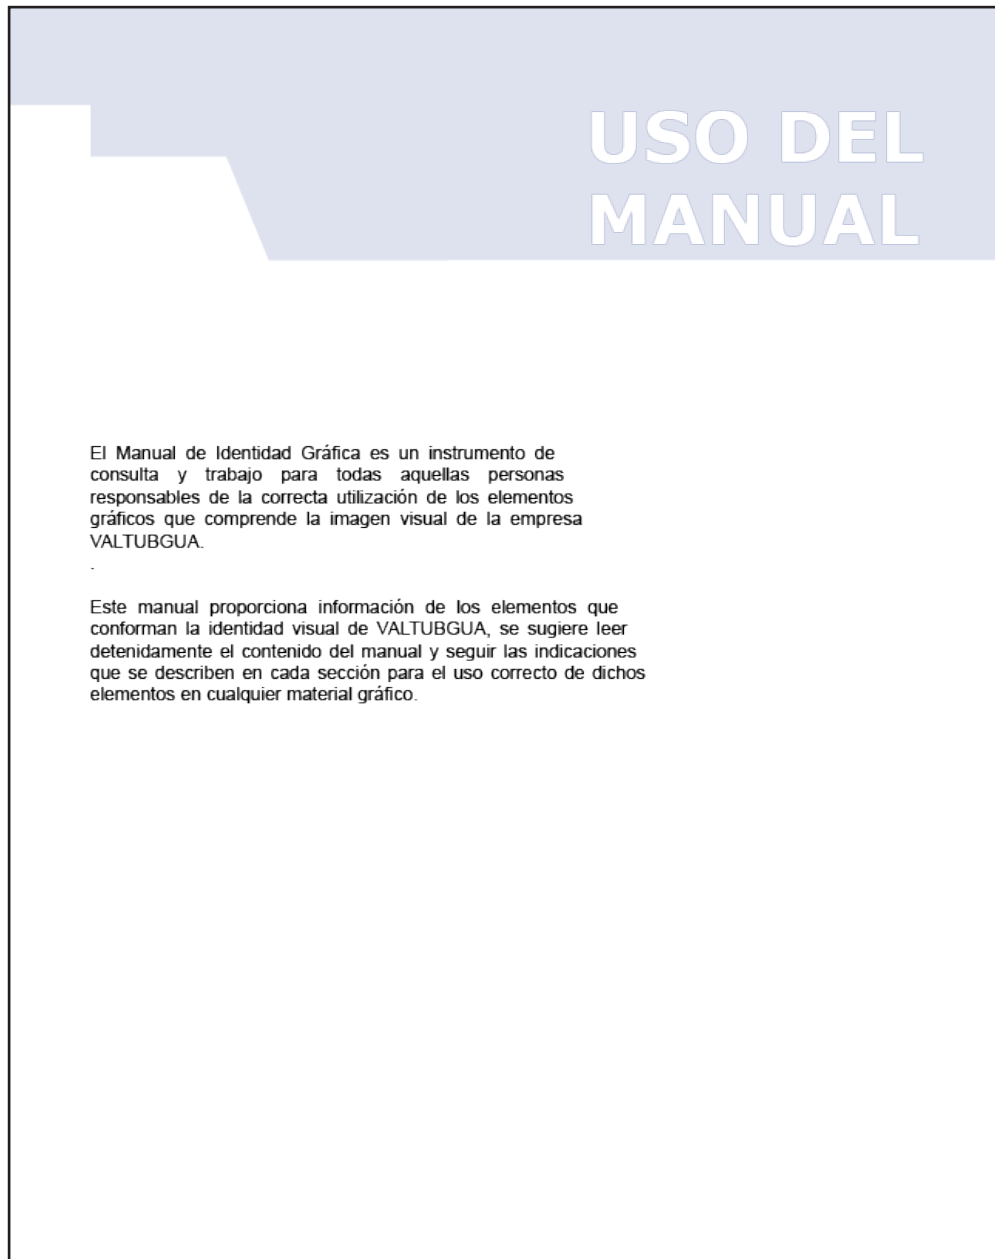 USO DEL
MANUAL
El Manual de Identidad Gráfica es un instrumento de
consulta y trabajo para todas aquellas personas
responsables de la correcta utilización de los elementos
gráficos que comprende la imagen visual de la empresa
VALTUBGUA.
.
Este manual proporciona información de los elementos que
conforman la identidad visual de VALTUBGUA, se sugiere leer
detenidamente el contenido del manual y seguir las indicaciones
que se describen en cada sección para el uso correcto de dichos
elementos en cualquier material gráfico.